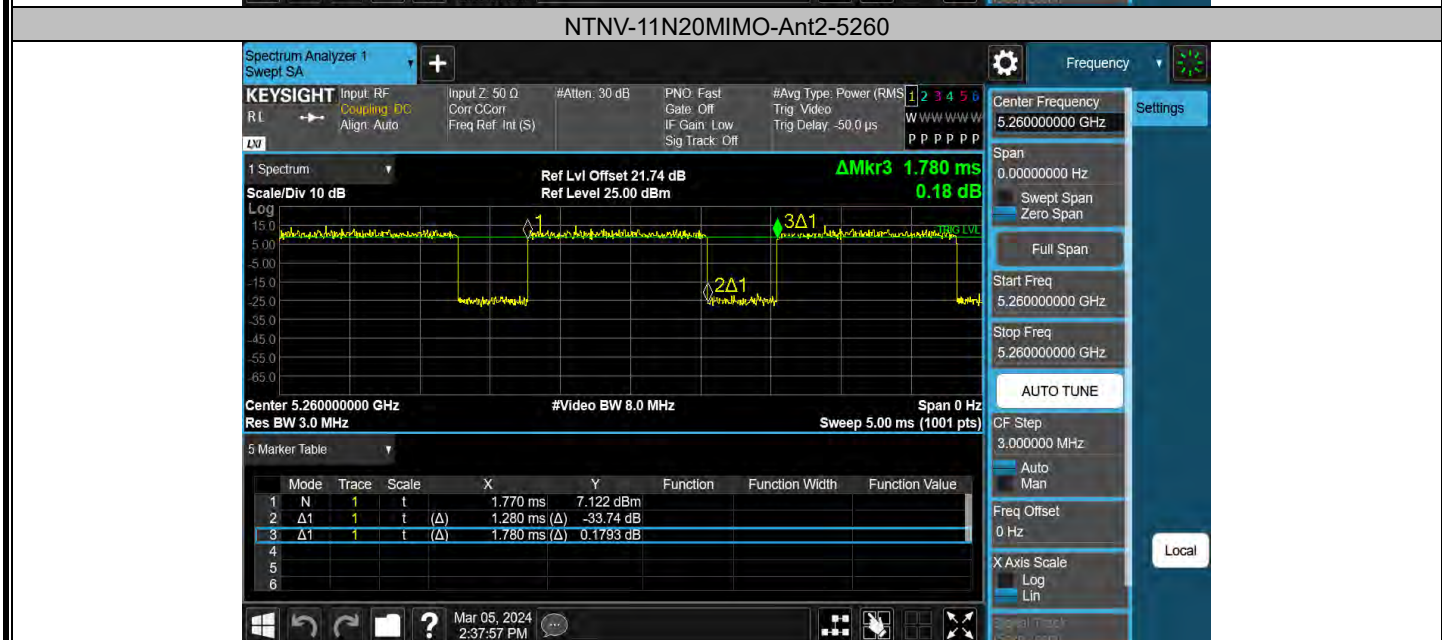 NTNV-11N20MIMO-Ant2-5260
Spectrum Analyzer 1
Swept SA
Frequency
KEYSIGHT
Input: RF
Input Z: 50 Ω
#Atten: 30 dB
PNO: Fast
#Avg Type: Power (RMS
1 2 3 4 5 6
RL
Coupling: DC
Corr CCorr
Gate: Off
Trig: Video
W W W W W W
Align: Auto
Freq Ref: Int (S)
IF Gain: Low
Trig Delay: -50.0 µs
Sig Track: Off
P P P P P P
LXI
Center Frequency
5.260000000 GHz
Settings
1 Spectrum
Ref Lvl Offset 21.74 dB
ΔMkr3 1.780 ms
Scale/Div 10 dB
Ref Level 25.00 dBm
0.18 dB
Span
0.00000000 Hz
Swept Span
Zero Span
Log
15.0
5.00
-5.00
-15.0
-25.0
-35.0
-45.0
-55.0
-65.0
1
3Δ1
TRIG LVL
2Δ1
Full Span
Start Freq
5.260000000 GHz
Stop Freq
5.260000000 GHz
AUTO TUNE
Center 5.260000000 GHz
#Video BW 8.0 MHz
Span 0 Hz
Res BW 3.0 MHz
Sweep 5.00 ms (1001 pts)
CF Step
3.000000 MHz
Auto
Man
5 Marker Table
Mode Trace Scale X Y Function Function Width Function Value
1 N 1 t 1.770 ms 7.122 dBm
2 Δ1 1 t (Δ) 1.280 ms (Δ) -33.74 dB
3 Δ1 1 t (Δ) 1.780 ms (Δ) 0.1793 dB
4
5
6
Freq Offset
0 Hz
X Axis Scale
Log
Lin
Local
?
Mar 05, 2024
2:37:57 PM